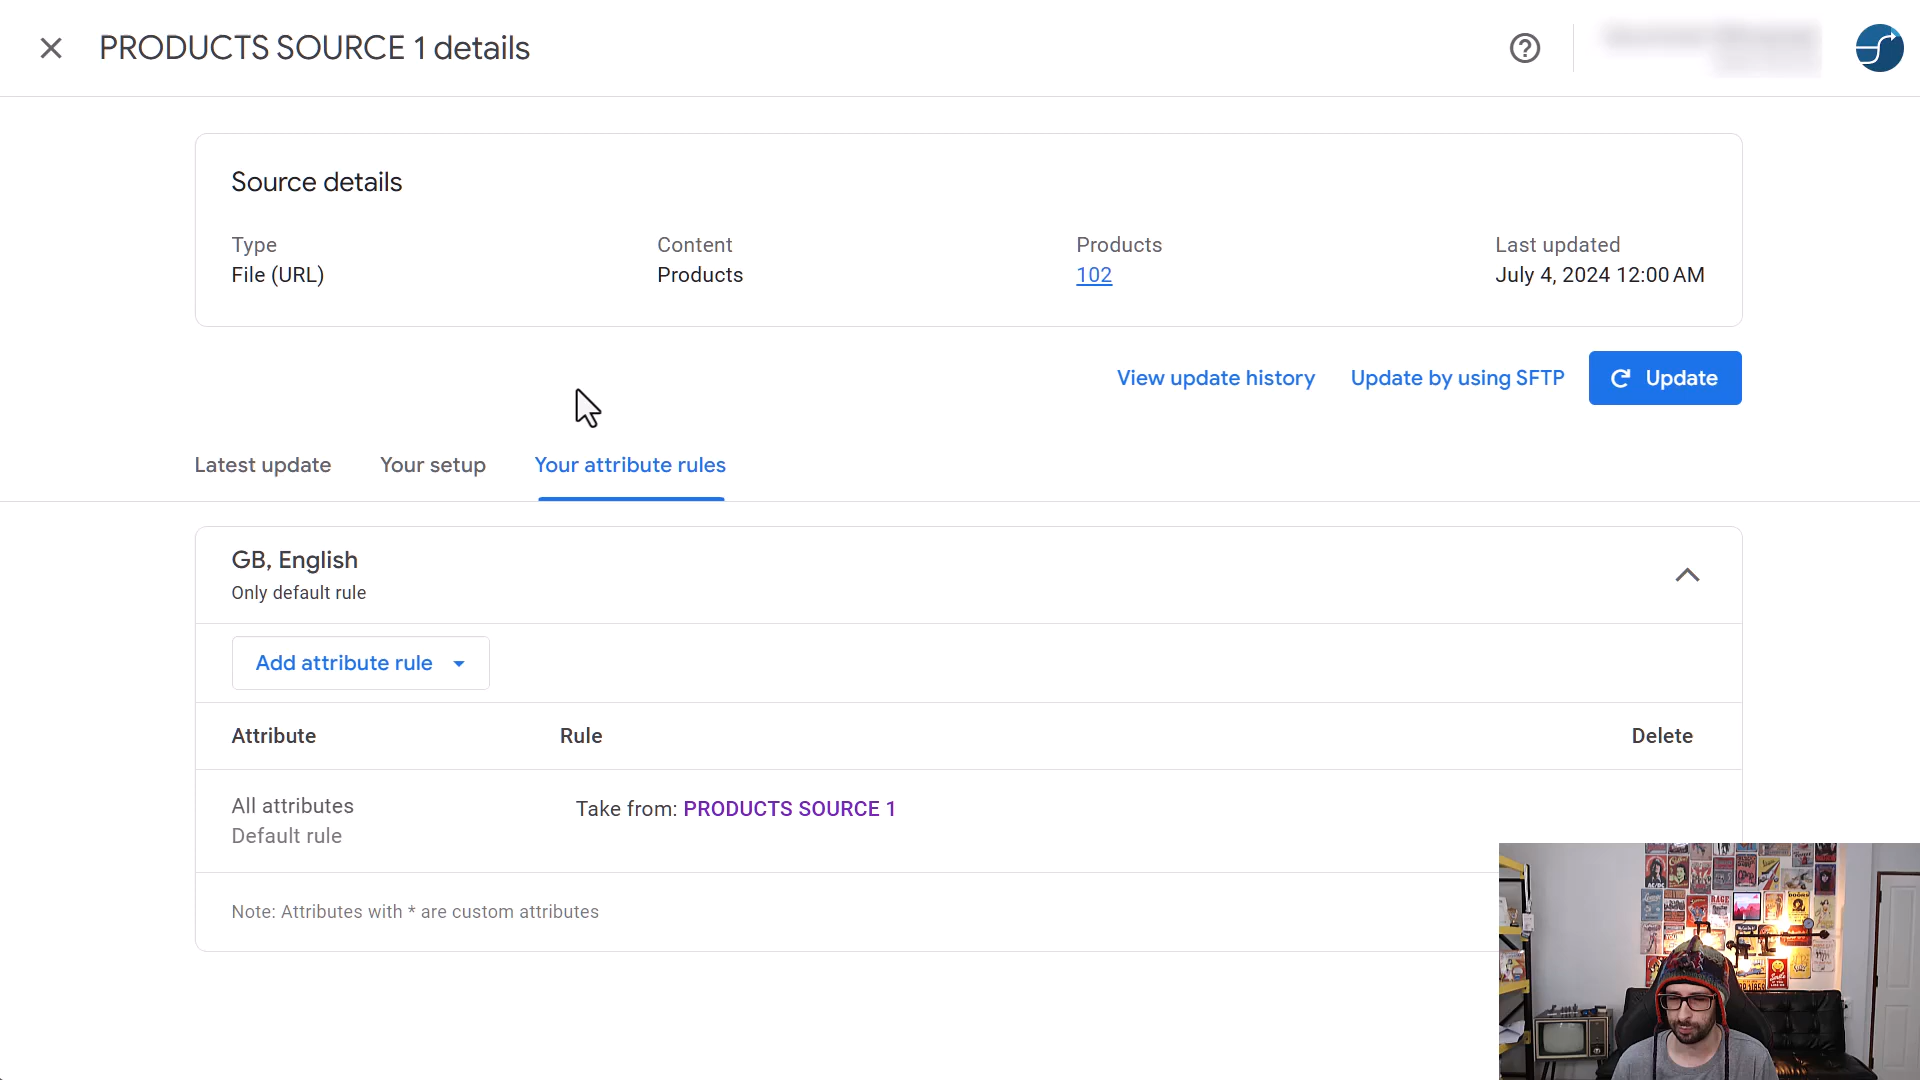 PRODUCTS SOURCE 1 details
Source details
Type
File (URL)
Content
Products
Products
102
Last updated
July 4, 2024 12:00 AM
View update history
Update by using SFTP
Update
Latest update
Your setup
Your attribute rules
GB, English
Only default rule
Add attribute rule
Attribute
Rule
Delete
All attributes
Default rule
Take from: PRODUCTS SOURCE 1
Note: Attributes with * are custom attributes